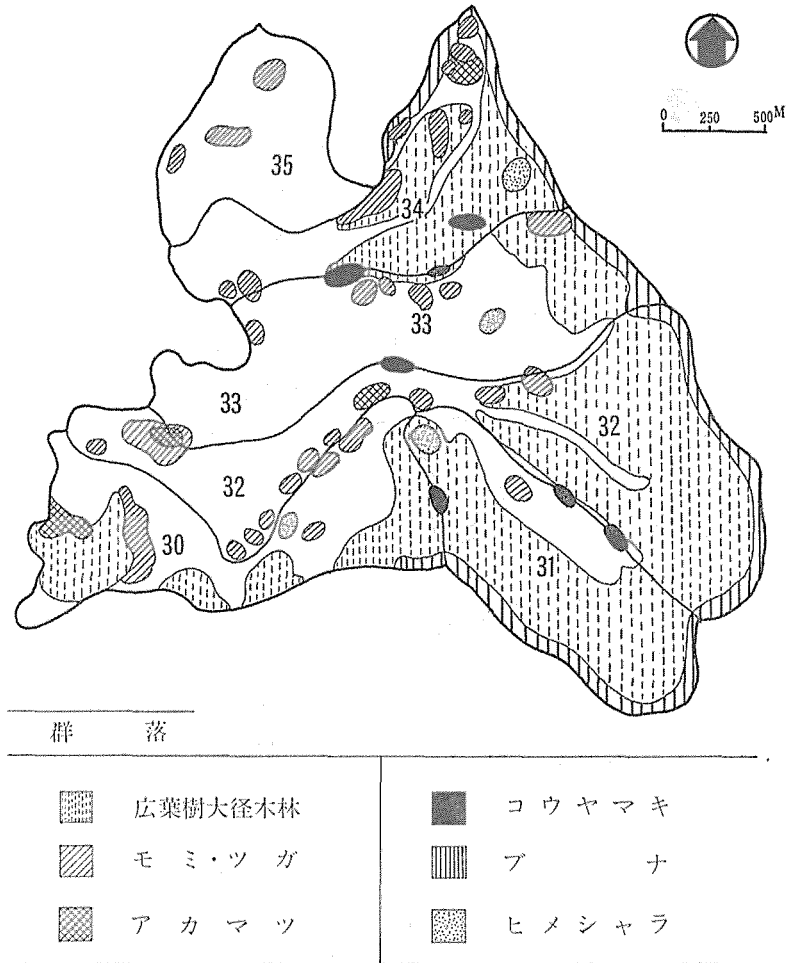 0 250 500M
35
34
33
33
32
32
30
31
群 落
広葉樹大径木林
モ ミ・ツ ガ
ア カ マ ツ
コ ウ ヤ マ キ
ブ ナ
ヒ メ シ ャ ラ